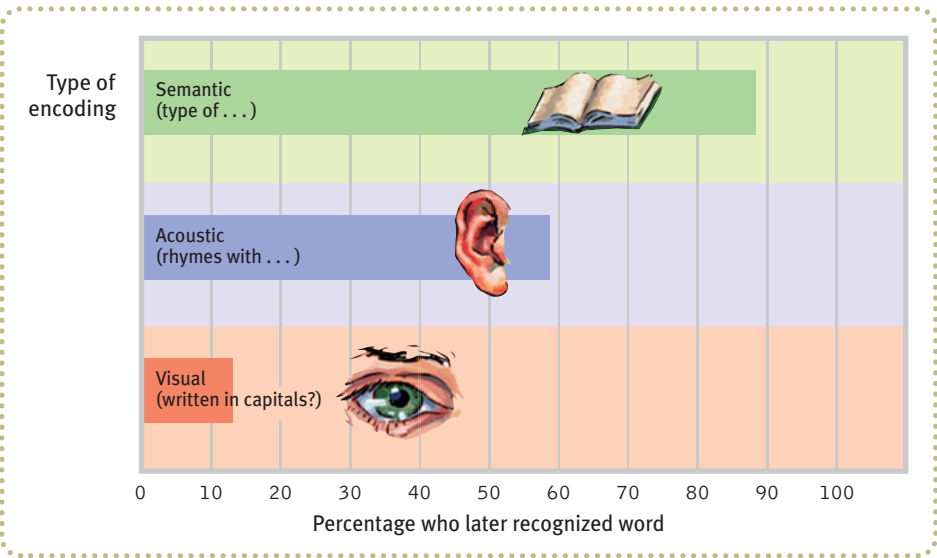 Type of
encoding
Semantic
(type of . . . )
Acoustic
(rhymes with . . . )
Visual
(written in capitals?)
0 10 20 30 40 50 60 70 80 90 100
Percentage who later recognized word